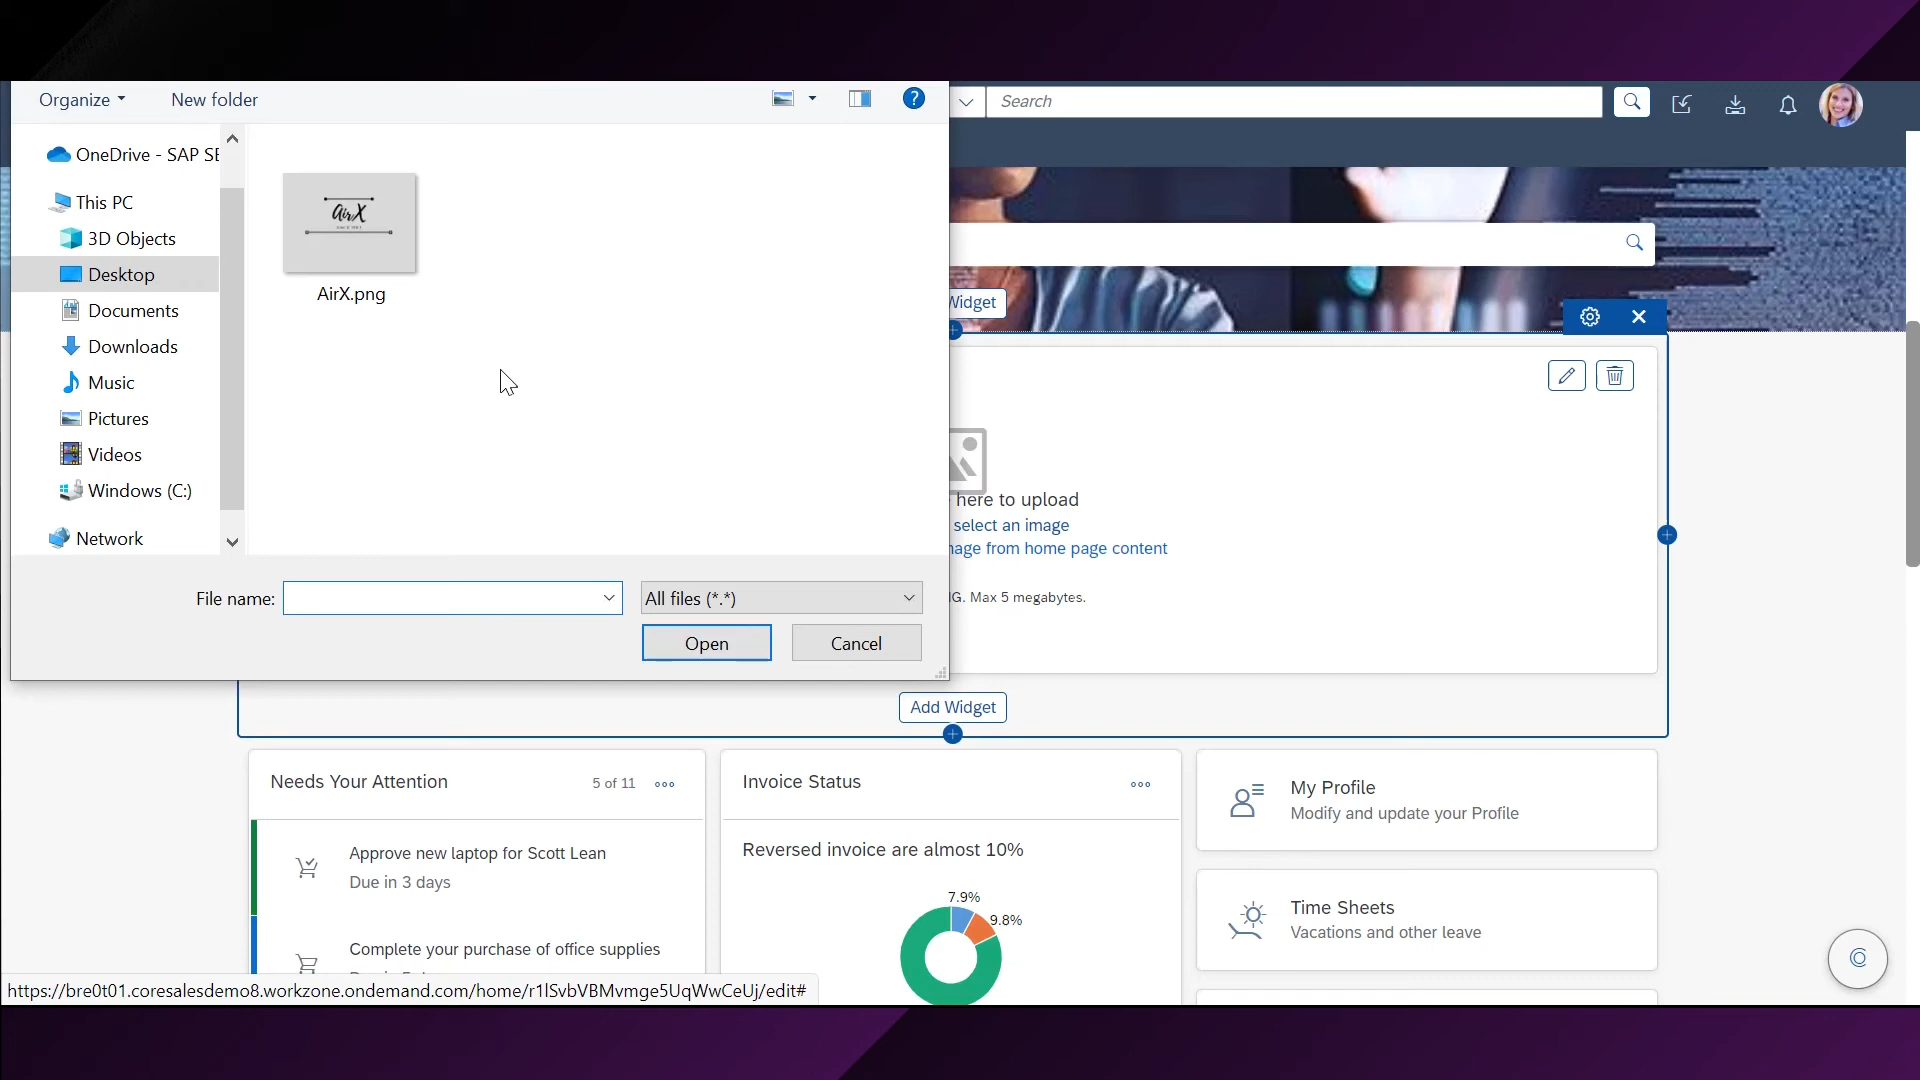 Organize
New folder
Search
OneDrive - SAP SE
This PC
3D Objects
Desktop
Documents
Downloads
Music
Pictures
Videos
Windows (C:)
Network
AirX
AirX.png
Widget
here to upload
select an image
from home page content
Max 5 megabytes.
File name:
All files (*.*)
Open
Cancel
Add Widget
Needs Your Attention
5 of 11
Approve new laptop for Scott Lean
Due in 3 days
Complete your purchase of office supplies
Invoice Status
Reversed invoice are almost 10%
7.9%
9.8%
My Profile
Modify and update your Profile
Time Sheets
Vacations and other leave
https://bre0t01.coresalesdemo8.workzone.ondemand.com/home/r1lSvbVBMvmge5UqWwCeUj/edit#